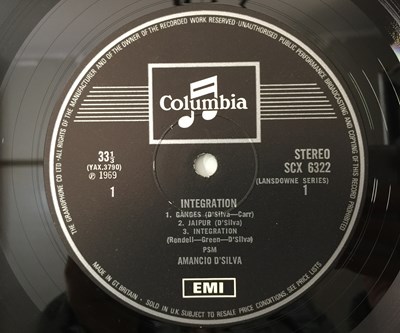 THE GRAMOPHONE CO LTD · ALL RIGHTS OF THE MANUFACTURER AND OF THE OWNER OF THE RECORDED WORK RESERVED · UNAUTHORISED PUBLIC PERFORMANCE BROADCASTING AND COPYING OF THIS RECORD PROHIBITED
Columbia
33⅓
(YAX.3790)
℗ 1969
1
STEREO
SCX 6322
(LANSDOWNE SERIES)
1
INTEGRATION
1. GANGES (D'Silva—Carr)
2. JAIPUR (D'Silva)
3. INTEGRATION
(Rendell—Green—D'Silva)
PSM
AMANCIO D'SILVA
EMI
MADE IN GT BRITAIN · SOLD IN U.K. SUBJECT TO RESALE PRICE CONDITIONS, SEE PRICE LISTS